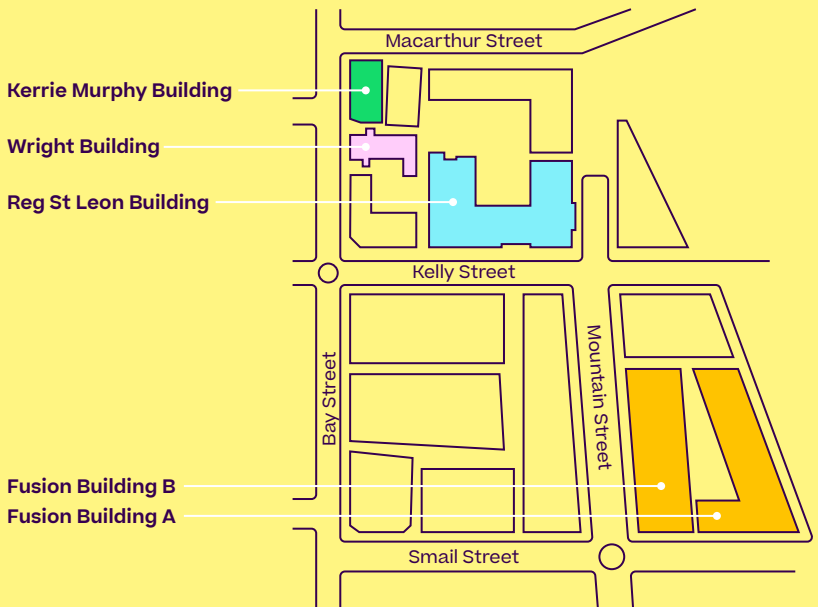 Macarthur Street
Kerrie Murphy Building
Wright Building
Reg St Leon Building
Kelly Street
Bay Street
Mountain Street
Fusion Building B
Fusion Building A
Smail Street